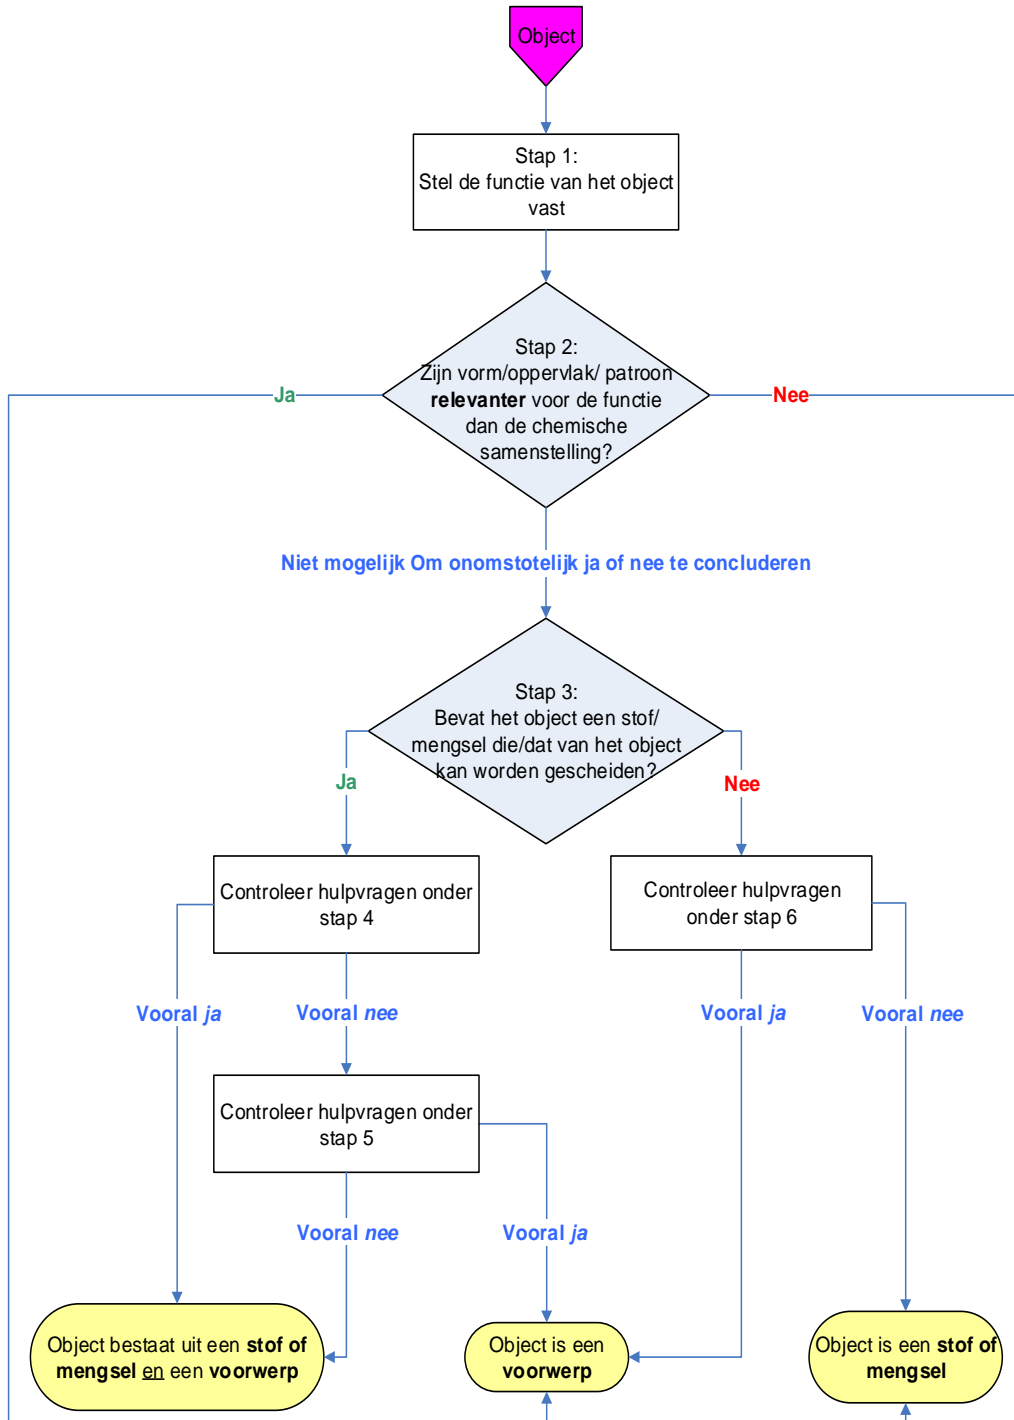 Object
Stap 1:
Stel de functie van het object
vast
Stap 2:
Zijn vorm/oppervlak/ patroon
relevanter voor de functie
dan de chemische
samenstelling?
Ja
Nee
Niet mogelijk Om onomstotelijk ja of nee te concluderen
Stap 3:
Bevat het object een stof/
mengsel die/dat van het object
kan worden gescheiden?
Ja
Nee
Controleer hulpvragen onder
stap 4
Controleer hulpvragen
onder stap 6
Vooral ja
Vooral nee
Vooral ja
Vooral nee
Controleer hulpvragen onder
stap 5
Vooral nee
Vooral ja
Object bestaat uit een stof of
mengsel en een voorwerp
Object is een
voorwerp
Object is een stof of
mengsel